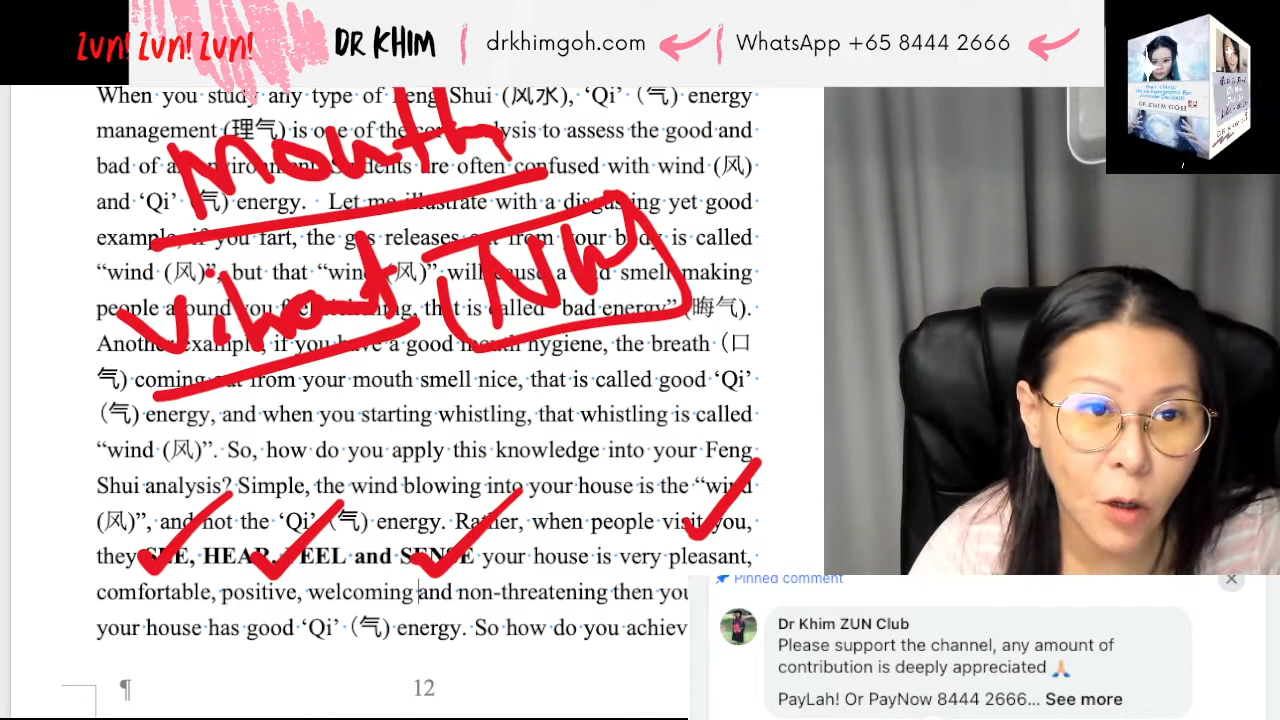 Zun! Zun! Zun!
DR KHIM
drkhimgoh.com
WhatsApp +65 8444 2666
When you study any type of Feng Shui (风水), ‘Qi’ (气) energy
management (理气) is one of the core analysis to assess the good and
bad of an environment. Students are often confused with wind (风)
and ‘Qi’ (气) energy. Let me illustrate with a disgusting yet good
example, if you fart, the gas releases out from your body is called
“wind (风)”, but that “wind (风)” will cause a bad smell making
people around you feel, that is called “bad energy” (晦气).
Another example, if you have a good mouth hygiene, the breath (口
气) coming out from your mouth smell nice, that is called good ‘Qi’
(气) energy, and when you starting whistling, that whistling is called
“wind (风)”. So, how do you apply this knowledge into your Feng
Shui analysis? Simple, the wind blowing into your house is the “wind
(风)”, and not the ‘Qi’ (气) energy. Rather, when people visit you,
they SEE, HEAR, FEEL and SENSE your house is very pleasant,
comfortable, positive, welcoming and non-threatening then you
your house has good ‘Qi’ (气) energy. So how do you achiev
12
Mouth
NW
Pinned comment
Dr Khim ZUN Club
Please support the channel, any amount of
contribution is deeply appreciated 🙏🏻
PayLah! Or PayNow 8444 2666... See more
DR KHIM GOH